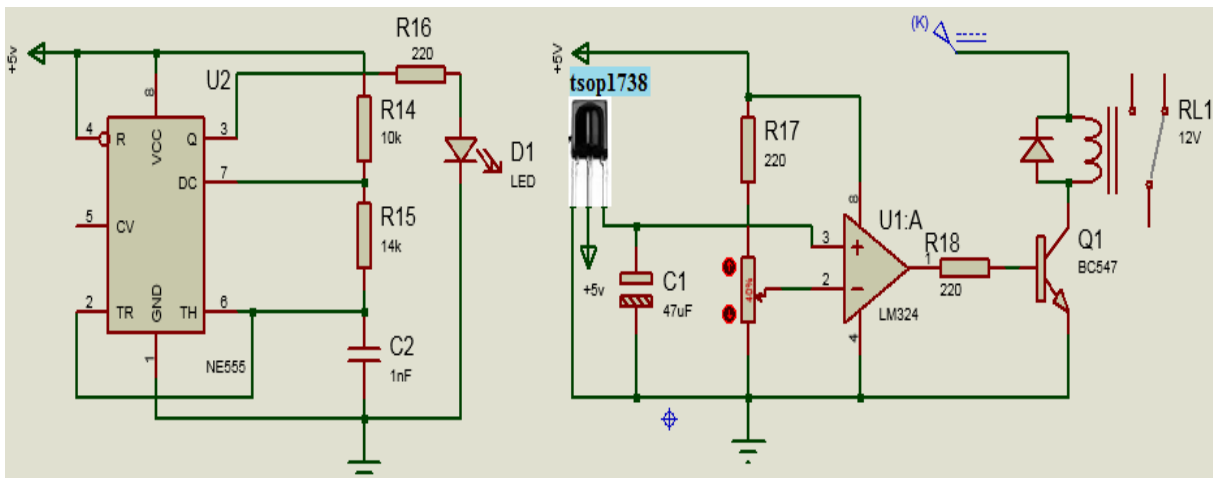 +5v
R16
220
U2
8
4
R
VCC
Q
3
R14
10k
DC
7
5
CV
R15
14k
D1
LED
2
TR
GND
TH
6
1
NE555
C2
1nF
+5V
tsop1738
+5v
R17
220
C1
47uF
40%
8
U1:A
3
+
2
−
1
4
LM324
R18
220
(K)
RL1
12V
Q1
BC547